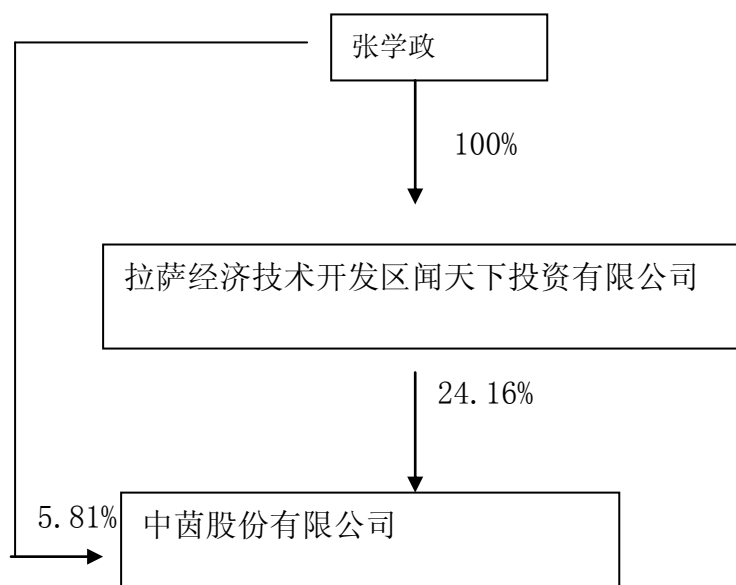 张学政
100%
拉萨经济技术开发区闻天下投资有限公司
24.16%
5.81%
中茵股份有限公司